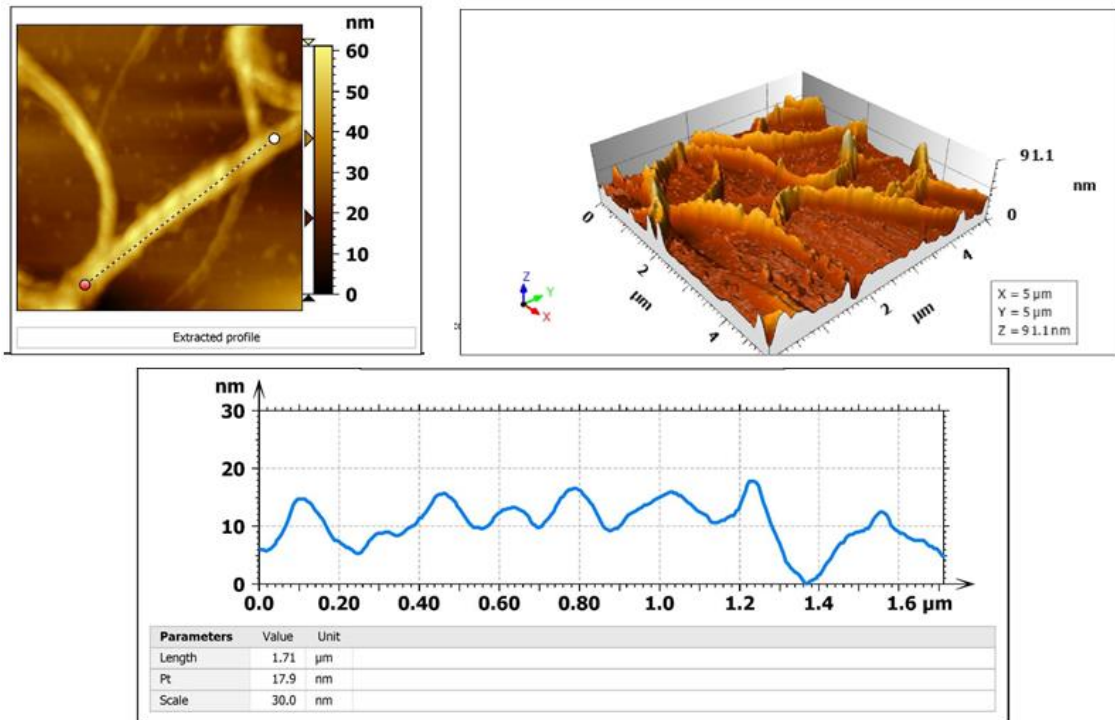 nm
60
50
40
30
20
10
0
Extracted profile
91.1
nm
0
0
2
4
µm
2
4
µm
Z
Y
X
X = 5 µm
Y = 5 µm
Z = 91.1 nm
nm
30
20
10
0
0.0 0.20 0.40 0.60 0.80 1.0 1.2 1.4 1.6 µm
Parameters Value Unit
Length 1.71 µm
Pt 17.9 nm
Scale 30.0 nm